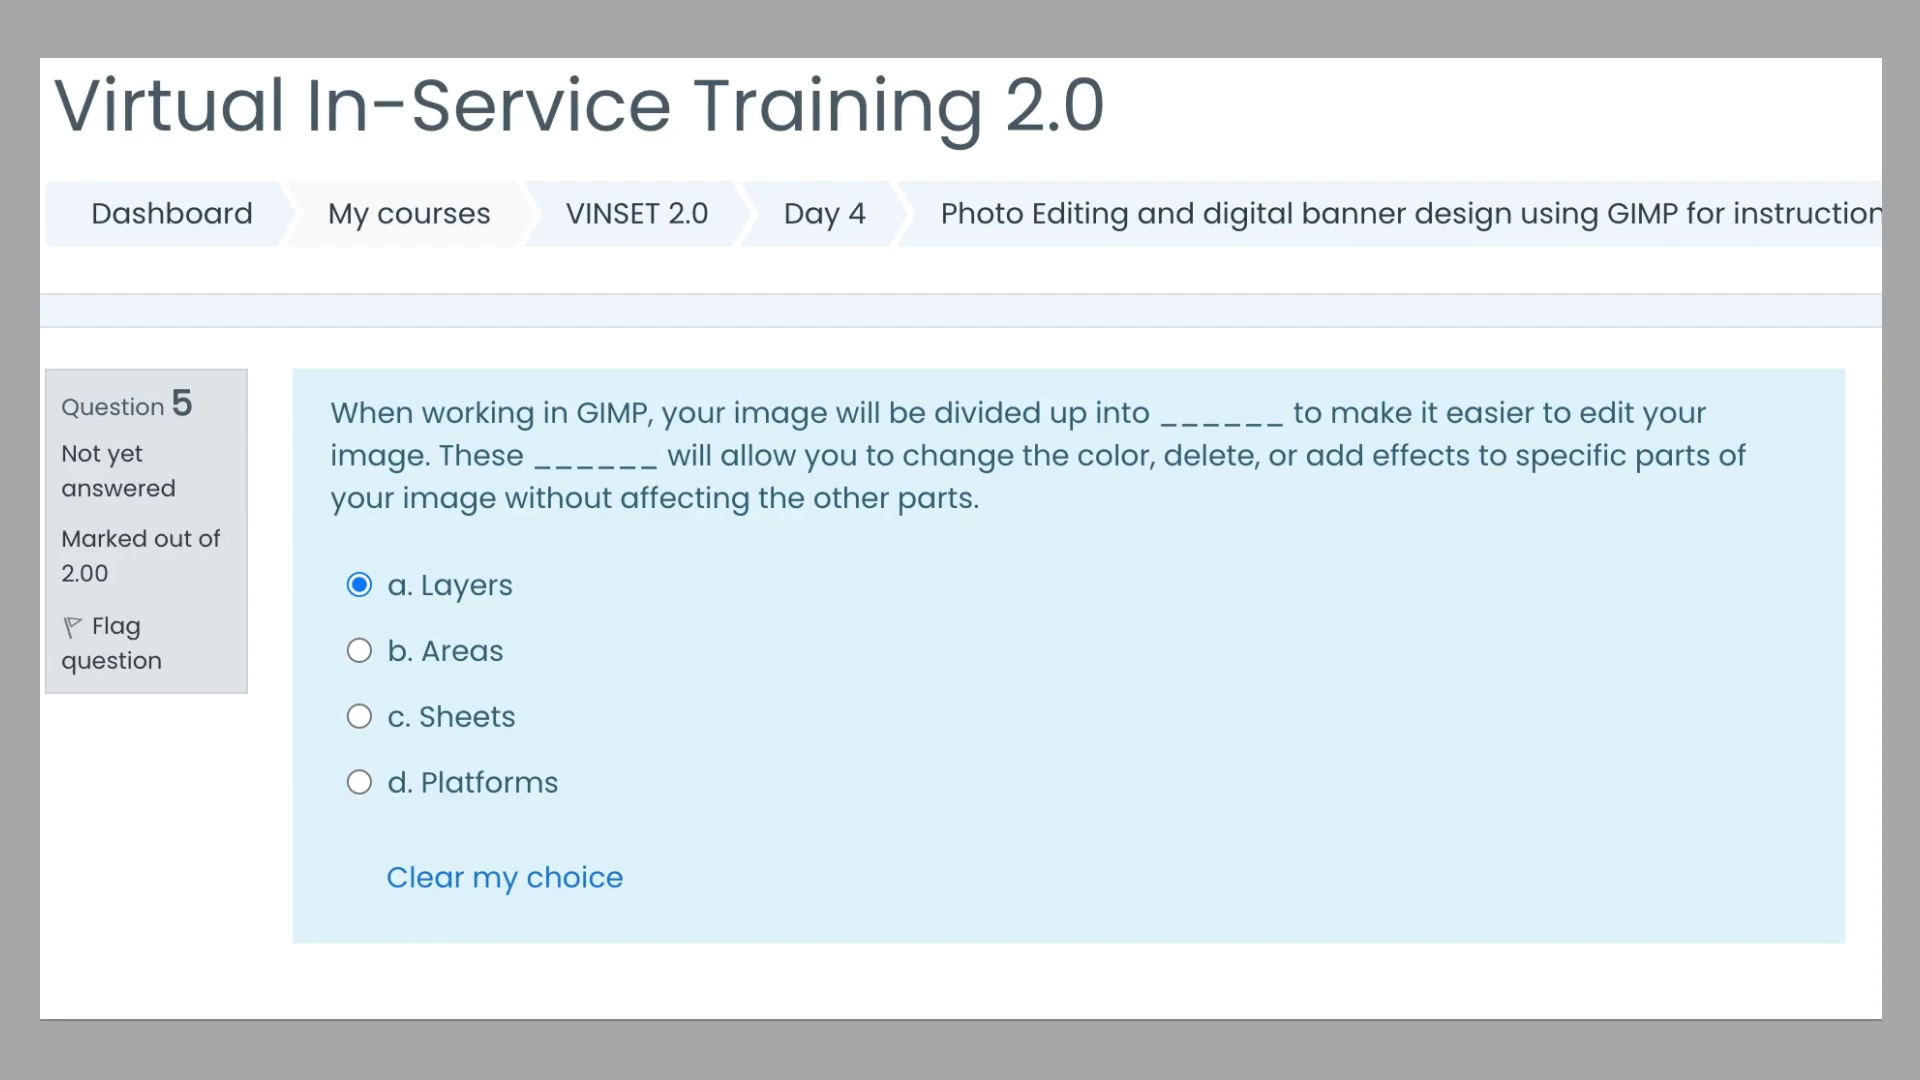 Virtual In-Service Training 2.0
Dashboard My courses VINSET 2.0 Day 4 Photo Editing and digital banner design using GIMP for instruction
Question 5
Not yet
answered
Marked out of
2.00
Flag
question
When working in GIMP, your image will be divided up into ______ to make it easier to edit your
image. These ______ will allow you to change the color, delete, or add effects to specific parts of
your image without affecting the other parts.
a. Layers
b. Areas
c. Sheets
d. Platforms
Clear my choice